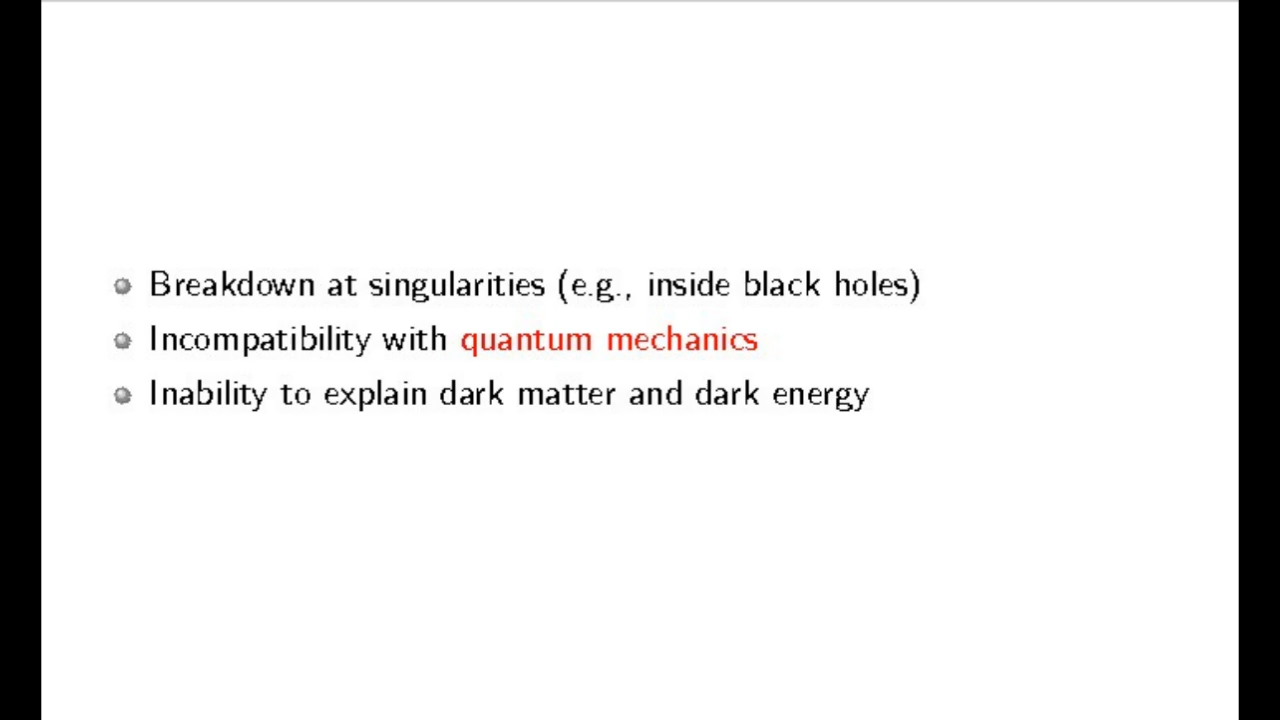 Breakdown at singularities (e.g., inside black holes)
Incompatibility with quantum mechanics
Inability to explain dark matter and dark energy